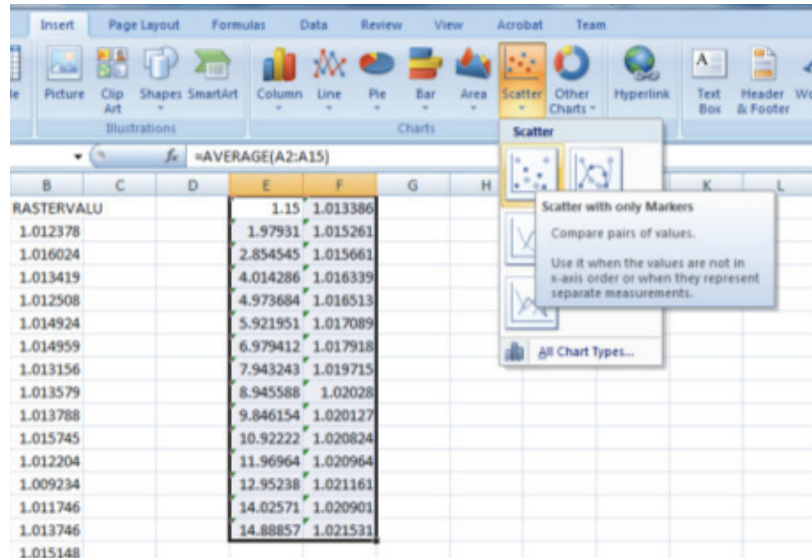 Insert Page Layout Formulas Data Review View Acrobat Team
Picture Clip Art Shapes SmartArt Column Line Pie Bar Area Scatter Other Charts Hyperlink Text Box Header & Footer
Illustrations Charts
Scatter
fx =AVERAGE(A2:A15)
B C D E F G H K L
Scatter with only Markers
Compare pairs of values.
Use it when the values are not in
x-axis order or when they represent
separate measurements.
All Chart Types...
RASTERVALU 1.15 1.013386
1.012378 1.97931 1.015261
1.016024 2.854545 1.015661
1.013419 4.014286 1.016339
1.012508 4.973684 1.016513
1.014924 5.921951 1.017089
1.014959 6.979412 1.017918
1.013156 7.943243 1.019715
1.013579 8.945588 1.02028
1.013788 9.846154 1.020127
1.015745 10.92222 1.020824
1.012204 11.96964 1.020964
1.009234 12.95238 1.021161
1.011746 14.02571 1.020901
1.013746 14.88857 1.021531
1.015148